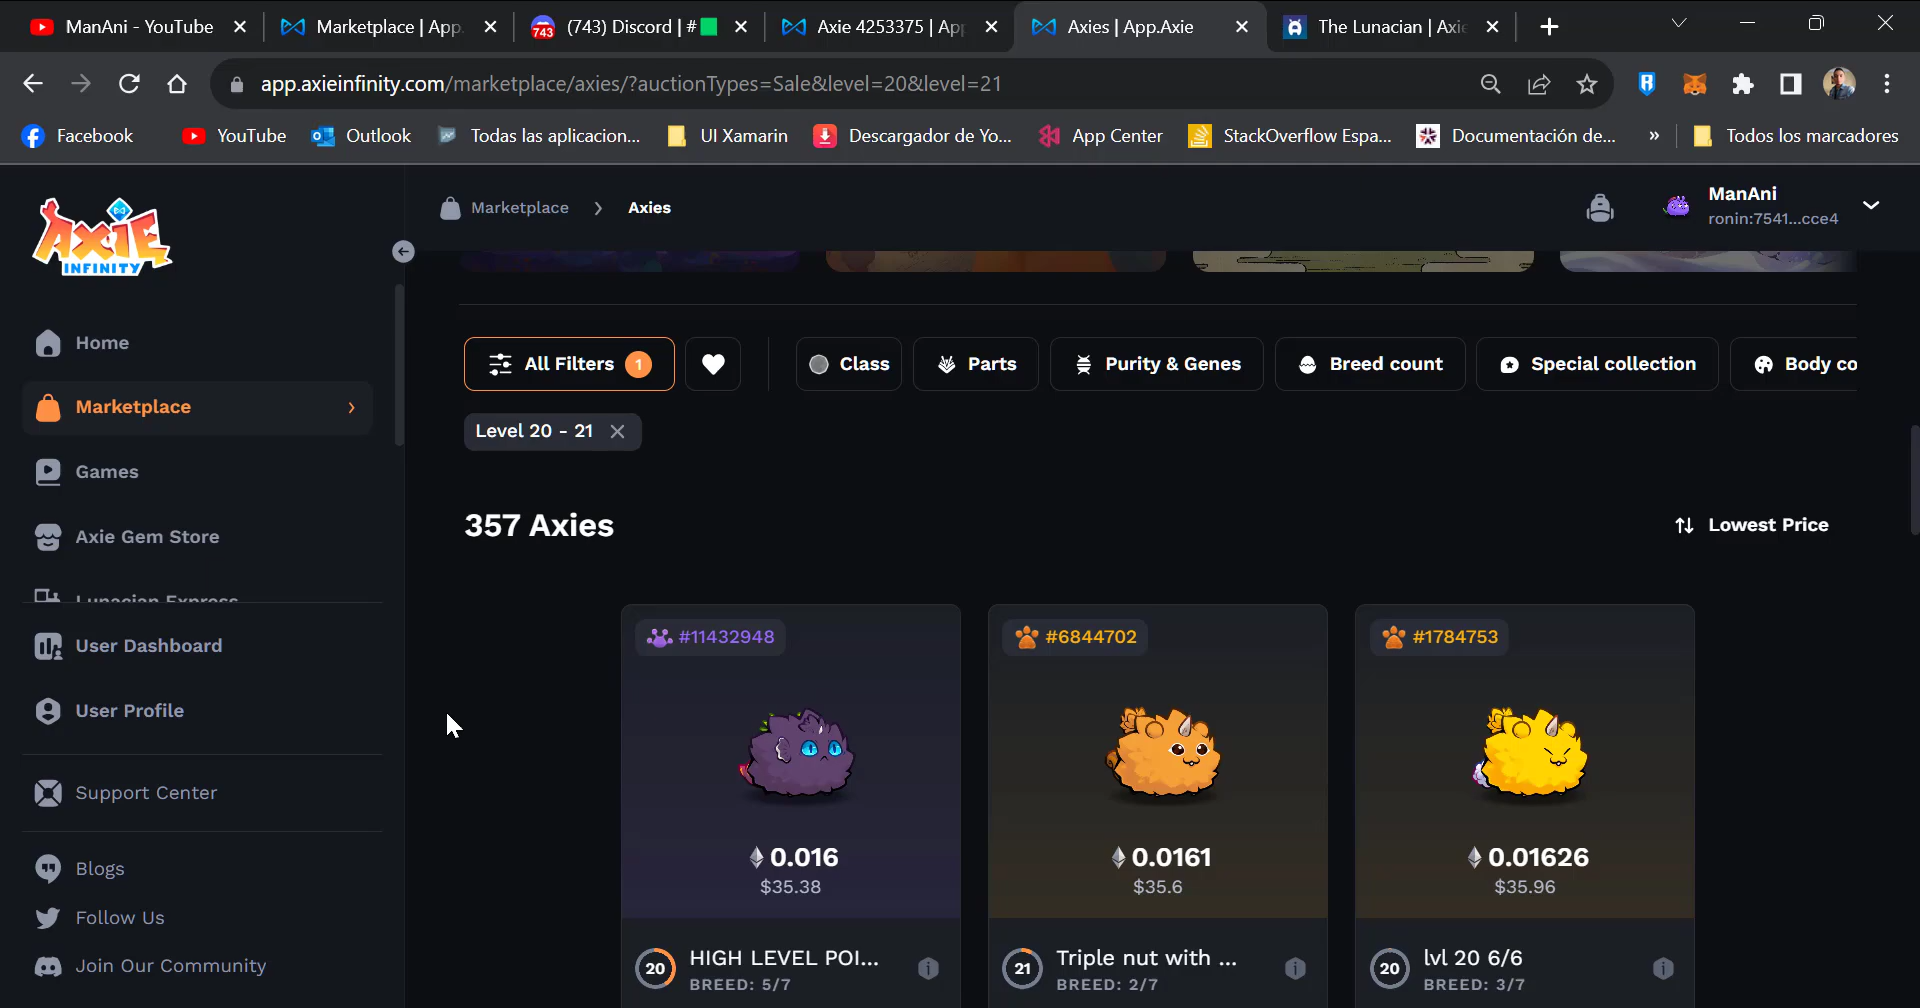 ManAni - YouTube
Marketplace | App.
743
(743) Discord | #
Axie 4253375 | Ap
Axies | App.Axie
The Lunacian | Axie
app.axieinfinity.com/marketplace/axies/?auctionTypes=Sale&level=20&level=21
Facebook
YouTube
Outlook
Todas las aplicacion...
UI Xamarin
Descargador de Yo...
App Center
StackOverflow Espa...
Documentación de...
»
Todos los marcadores
AXIE
INFINITY
Marketplace
Axies
ManAni
ronin:7541...cce4
Home
Marketplace
Games
Axie Gem Store
Lunacian Express
User Dashboard
User Profile
Support Center
Blogs
Follow Us
Join Our Community
All Filters 1
Class
Parts
Purity & Genes
Breed count
Special collection
Body co
Level 20 - 21
357 Axies
Lowest Price
#11432948
0.016
$35.38
20
HIGH LEVEL POI...
BREED: 5/7
#6844702
0.0161
$35.6
21
Triple nut with ...
BREED: 2/7
#1784753
0.01626
$35.96
20
lvl 20 6/6
BREED: 3/7